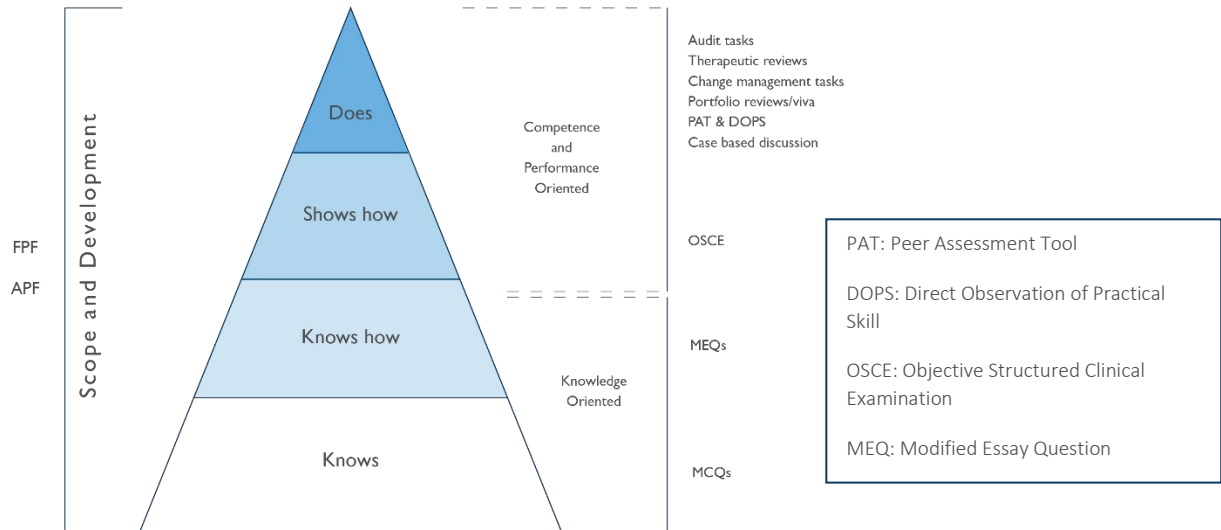 Scope and Development
FPF
APF
Does
Shows how
Knows how
Knows
Competence
and
Performance
Oriented
Knowledge
Oriented
Audit tasks
Therapeutic reviews
Change management tasks
Portfolio reviews/viva
PAT & DOPS
Case based discussion
OSCE
MEQs
MCQs
PAT: Peer Assessment Tool
DOPS: Direct Observation of Practical
Skill
OSCE: Objective Structured Clinical
Examination
MEQ: Modified Essay Question